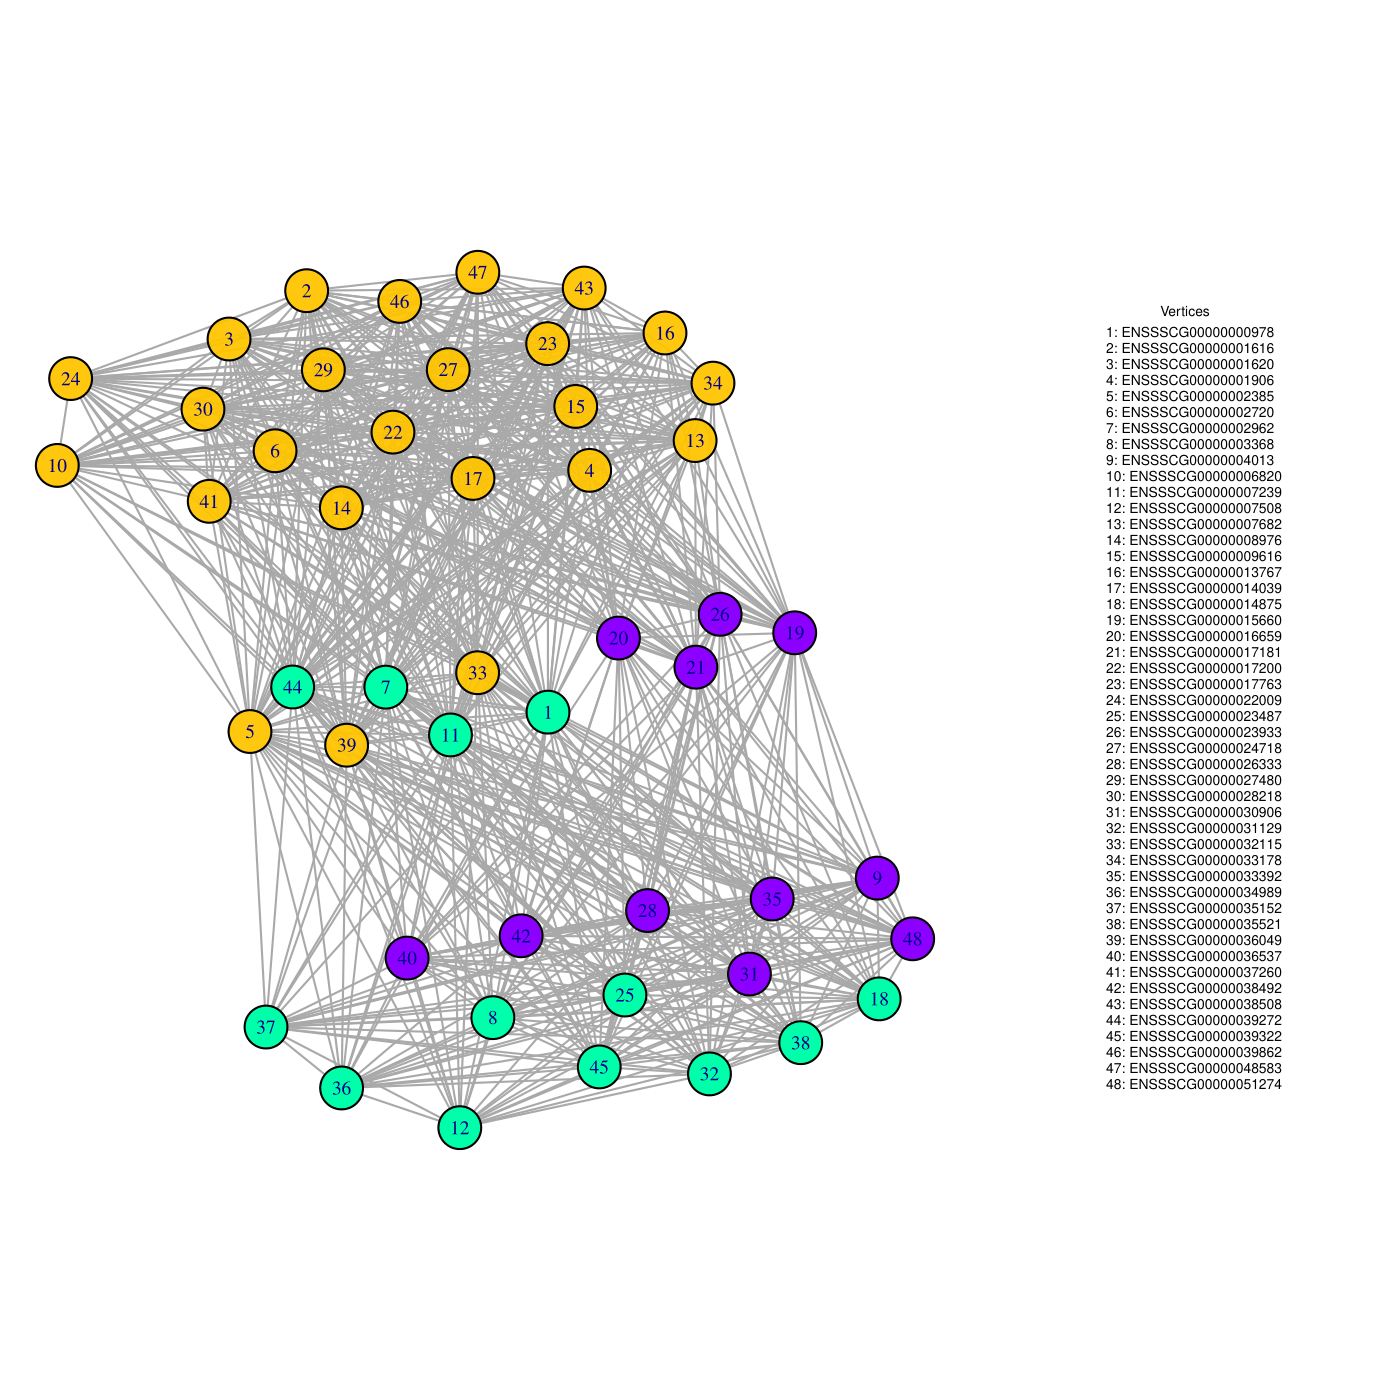 47
2
43
46
16
3
23
29
27
24
34
15
30
22
13
6
10
4
17
41
14
26
19
20
21
33
44
7
1
5
11
39
9
35
28
42
48
40
31
25
18
8
37
38
45
32
36
12
Vertices
1: ENSSSCG00000000978
2: ENSSSCG00000001616
3: ENSSSCG00000001620
4: ENSSSCG00000001906
5: ENSSSCG00000002385
6: ENSSSCG00000002720
7: ENSSSCG00000002962
8: ENSSSCG00000003368
9: ENSSSCG00000004013
10: ENSSSCG00000006820
11: ENSSSCG00000007239
12: ENSSSCG00000007508
13: ENSSSCG00000007682
14: ENSSSCG00000008976
15: ENSSSCG00000009616
16: ENSSSCG00000013767
17: ENSSSCG00000014039
18: ENSSSCG00000014875
19: ENSSSCG00000015660
20: ENSSSCG00000016659
21: ENSSSCG00000017181
22: ENSSSCG00000017200
23: ENSSSCG00000017763
24: ENSSSCG00000022009
25: ENSSSCG00000023487
26: ENSSSCG00000023933
27: ENSSSCG00000024718
28: ENSSSCG00000026333
29: ENSSSCG00000027480
30: ENSSSCG00000028218
31: ENSSSCG00000030906
32: ENSSSCG00000031129
33: ENSSSCG00000032115
34: ENSSSCG00000033178
35: ENSSSCG00000033392
36: ENSSSCG00000034989
37: ENSSSCG00000035152
38: ENSSSCG00000035521
39: ENSSSCG00000036049
40: ENSSSCG00000036537
41: ENSSSCG00000037260
42: ENSSSCG00000038492
43: ENSSSCG00000038508
44: ENSSSCG00000039272
45: ENSSSCG00000039322
46: ENSSSCG00000039862
47: ENSSSCG00000048583
48: ENSSSCG00000051274